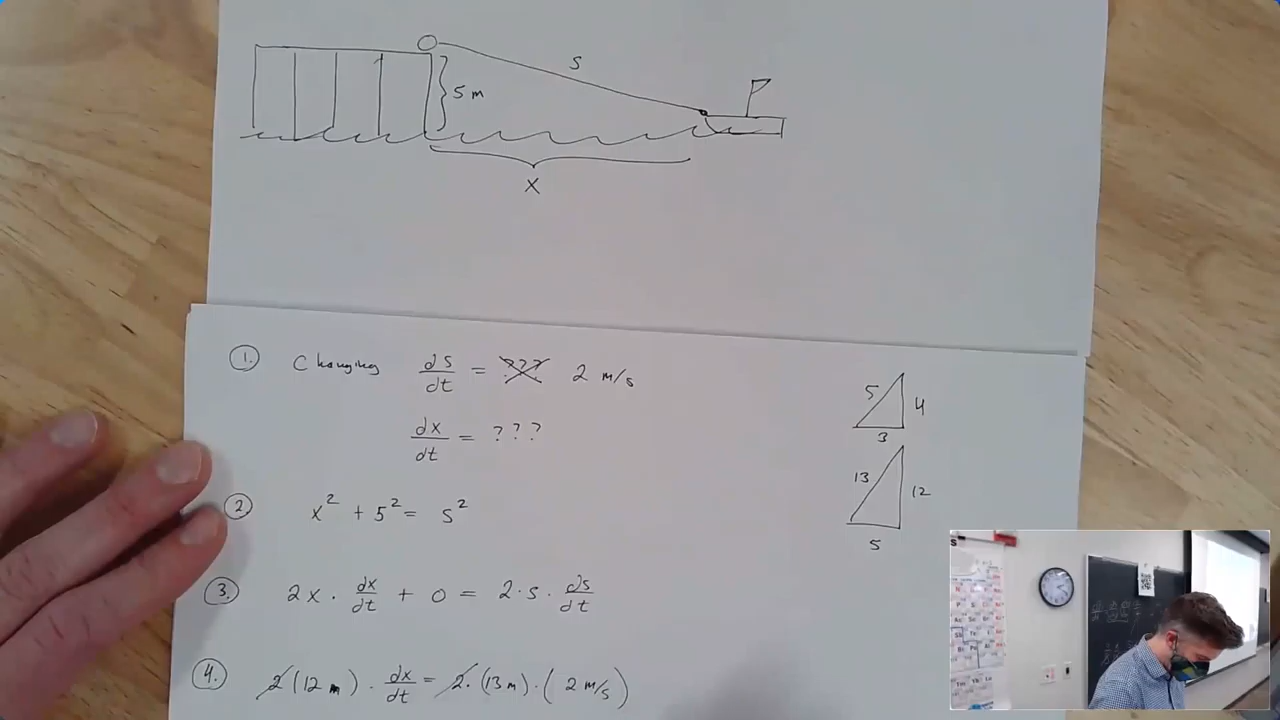 s
5 m
x
1. Changing ds/dt = ??? 2 m/s
dx/dt = ???
2. x² + 5² = s²
3. 2x · dx/dt + 0 = 2·s · ds/dt
4. 2(12 m) · dx/dt = 2·(13 m)·(2 m/s)
5 4
3
13 12
5